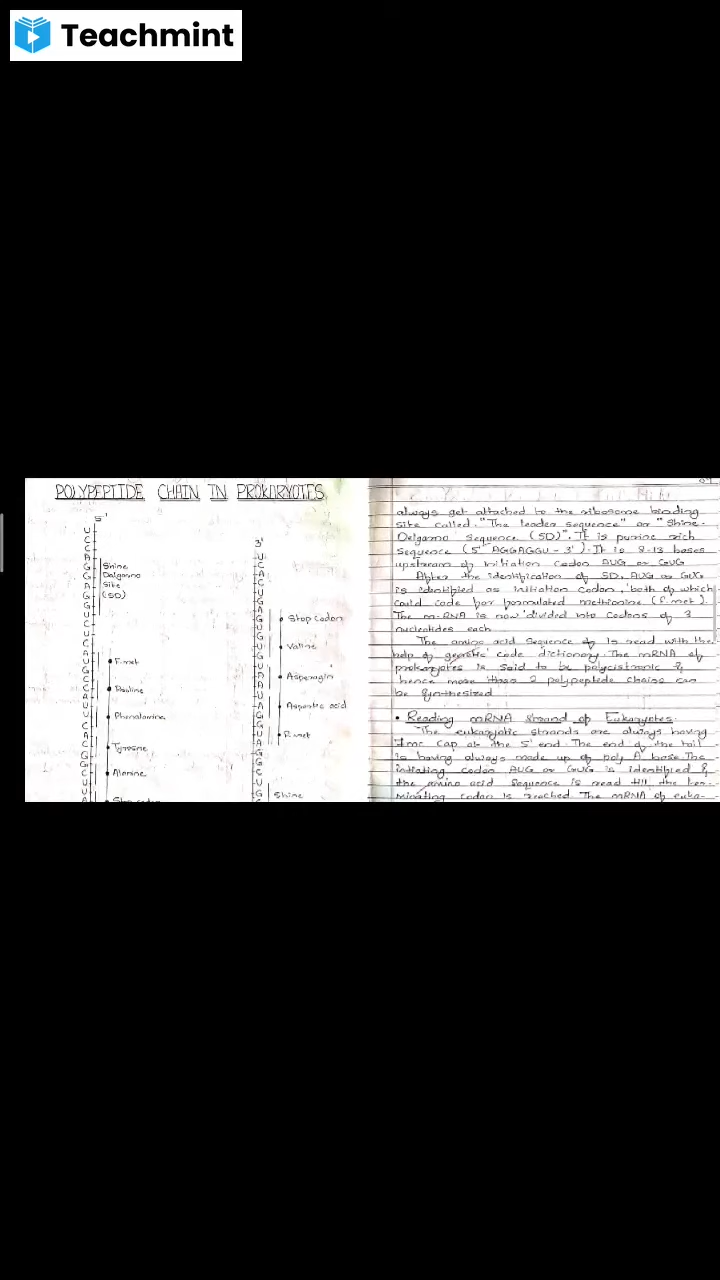 Teachmint
POLYPEPTIDE CHAIN IN PROKARYOTES
5'
U
C
C
A
G
G
A
G
G
U
C
U
C
A
U
G
C
C
A
U
U
C
A
C
G
G
C
U
A
Shine
Dalgarno
Site
(SD)
F.met
Proline
Phenalanine
Tyrosine
Alanine
3'
U
C
A
C
U
G
A
G
U
G
U
G
U
A
A
U
A
G
G
U
A
G
G
C
U
G
Stop codon
Valine
Aspergin
Aspartic acid
F.met
Shine
always get attached to the ribosome binding
site called "The leader sequence" or "Shine-
Delgarno sequence (SD)". It is purine rich
sequence (5' AGGAGGU - 3'). It is 8-13 bases
upstream of initiation codon AUG or GUG
After the identification of SD, AUG or GUG
is identified as initiation codon, both of which
could code for formulated methionine (f.met).
The m-RNA is now divided into codons of 3
nucleotides each.
The amino acid sequence of is read with the
help of genetic code dictionary. The mRNA of
prokaryotes is said to be polycistronic &
hence more than 2 polypeptide chains can
be synthesized
• Reading mRNA strand of Eukaryotes:
The eukaryotic strands are always having
7mc cap at the 5' end. The end of the tail
is having always made up of poly A base. The
initiating codon AUG or GUG is identified &
the amino acid sequence is read till the ter-
minating codon is reached. The mRNA of euka-